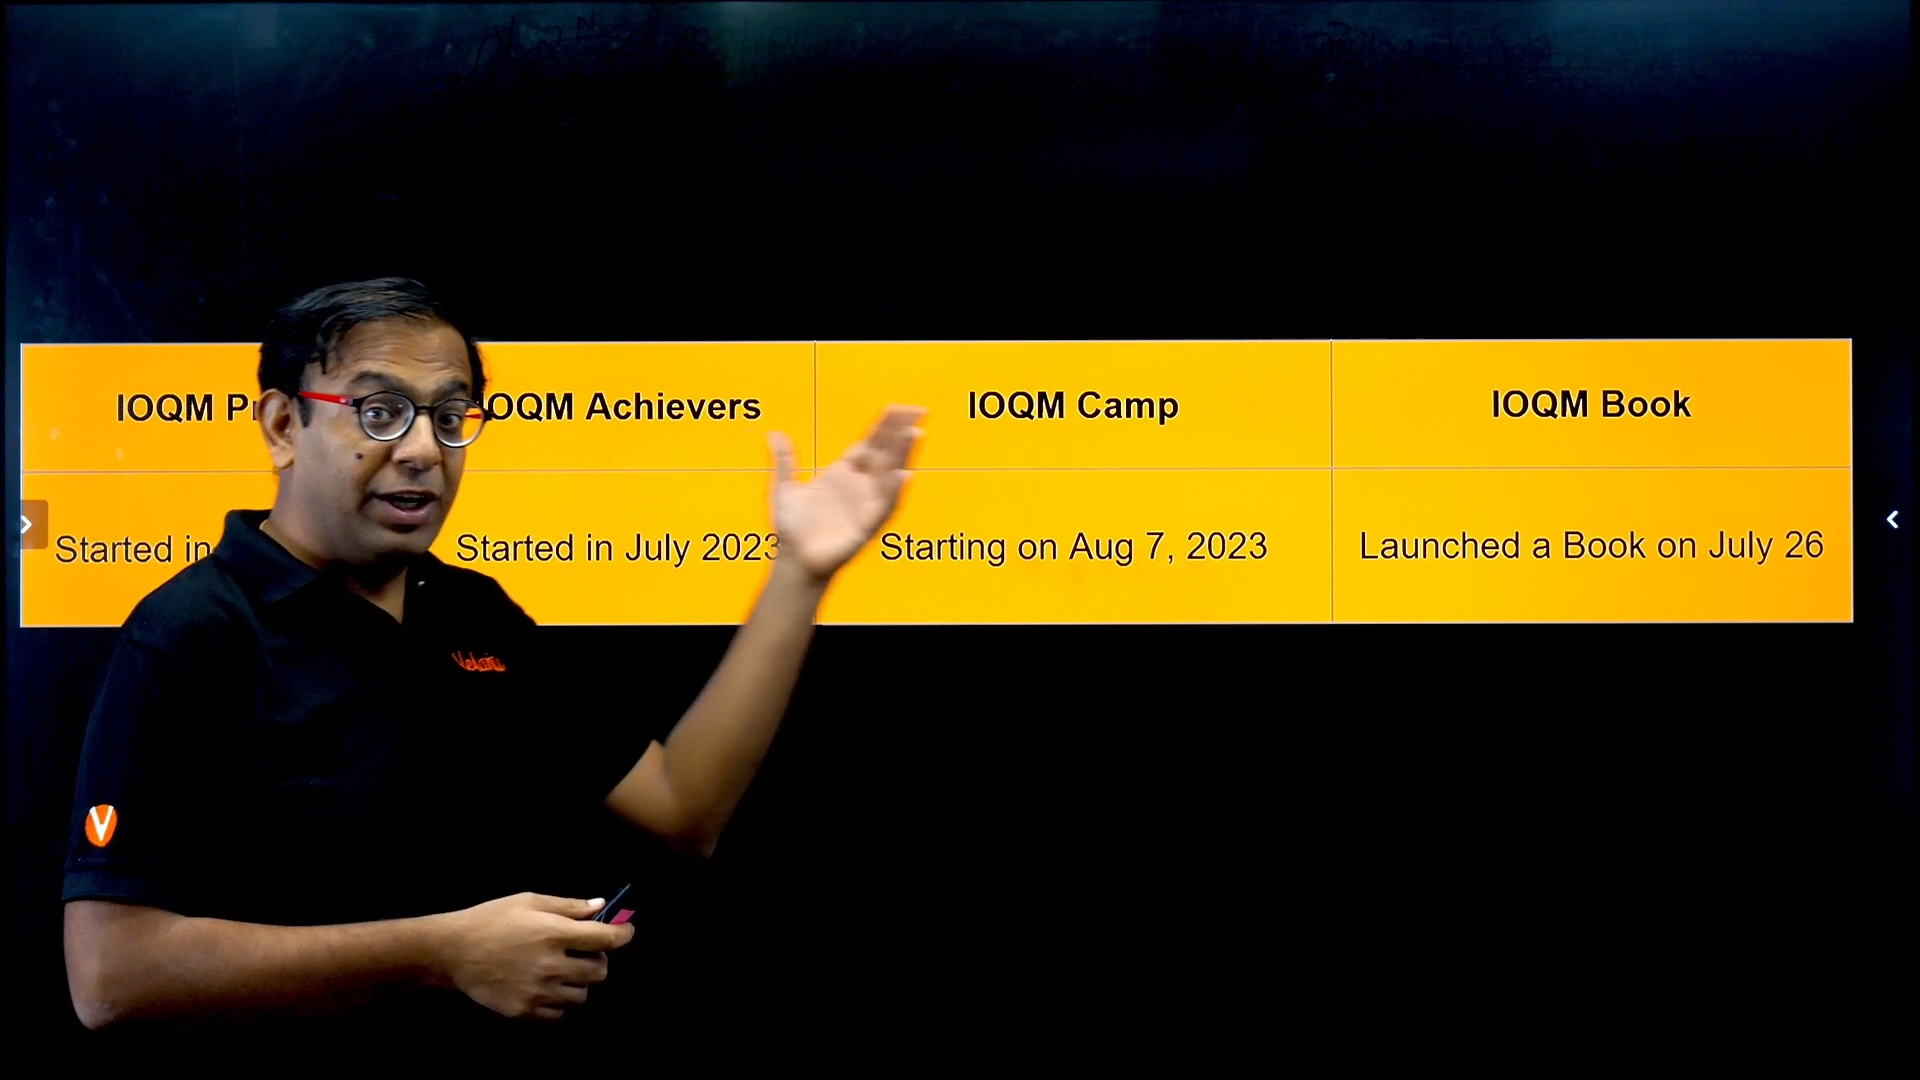 IOQM
OQM Achievers
IOQM Camp
IOQM Book
Started in
Started in July 2023
Starting on Aug 7, 2023
Launched a Book on July 26
Vedantu
V